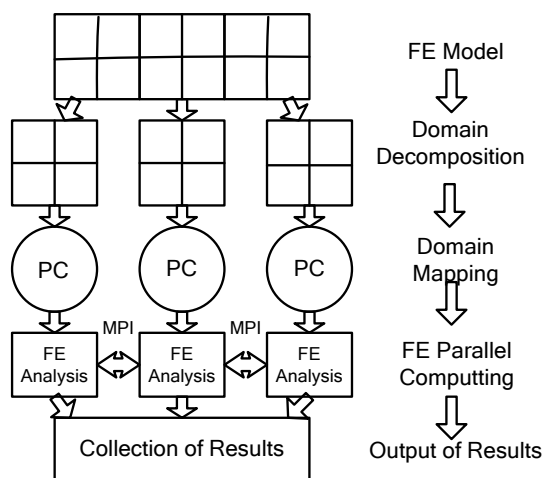 FE Model
Domain
Decomposition
PC
PC
PC
Domain
Mapping
MPI
MPI
FE
Analysis
FE
Analysis
FE
Analysis
FE Parallel
Computting
Collection of Results
Output of Results